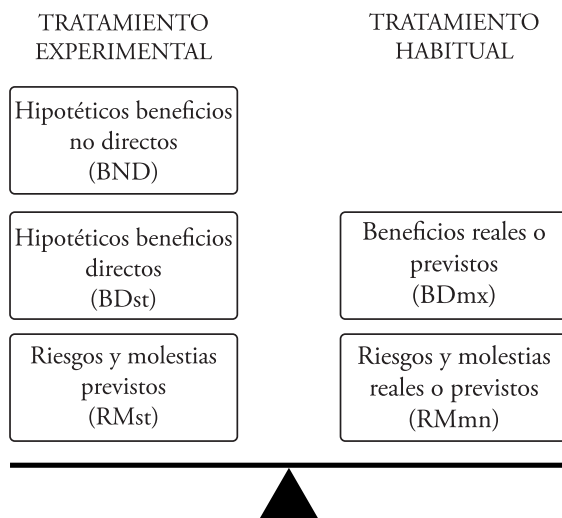 TRATAMIENTO
EXPERIMENTAL
Hipotéticos beneficios
no directos
(BND)
Hipotéticos beneficios
directos
(BDst)
Riesgos y molestias
previstos
(RMst)
TRATAMIENTO
HABITUAL
Beneficios reales o
previstos
(BDmx)
Riesgos y molestias
reales o previstos
(RMmn)